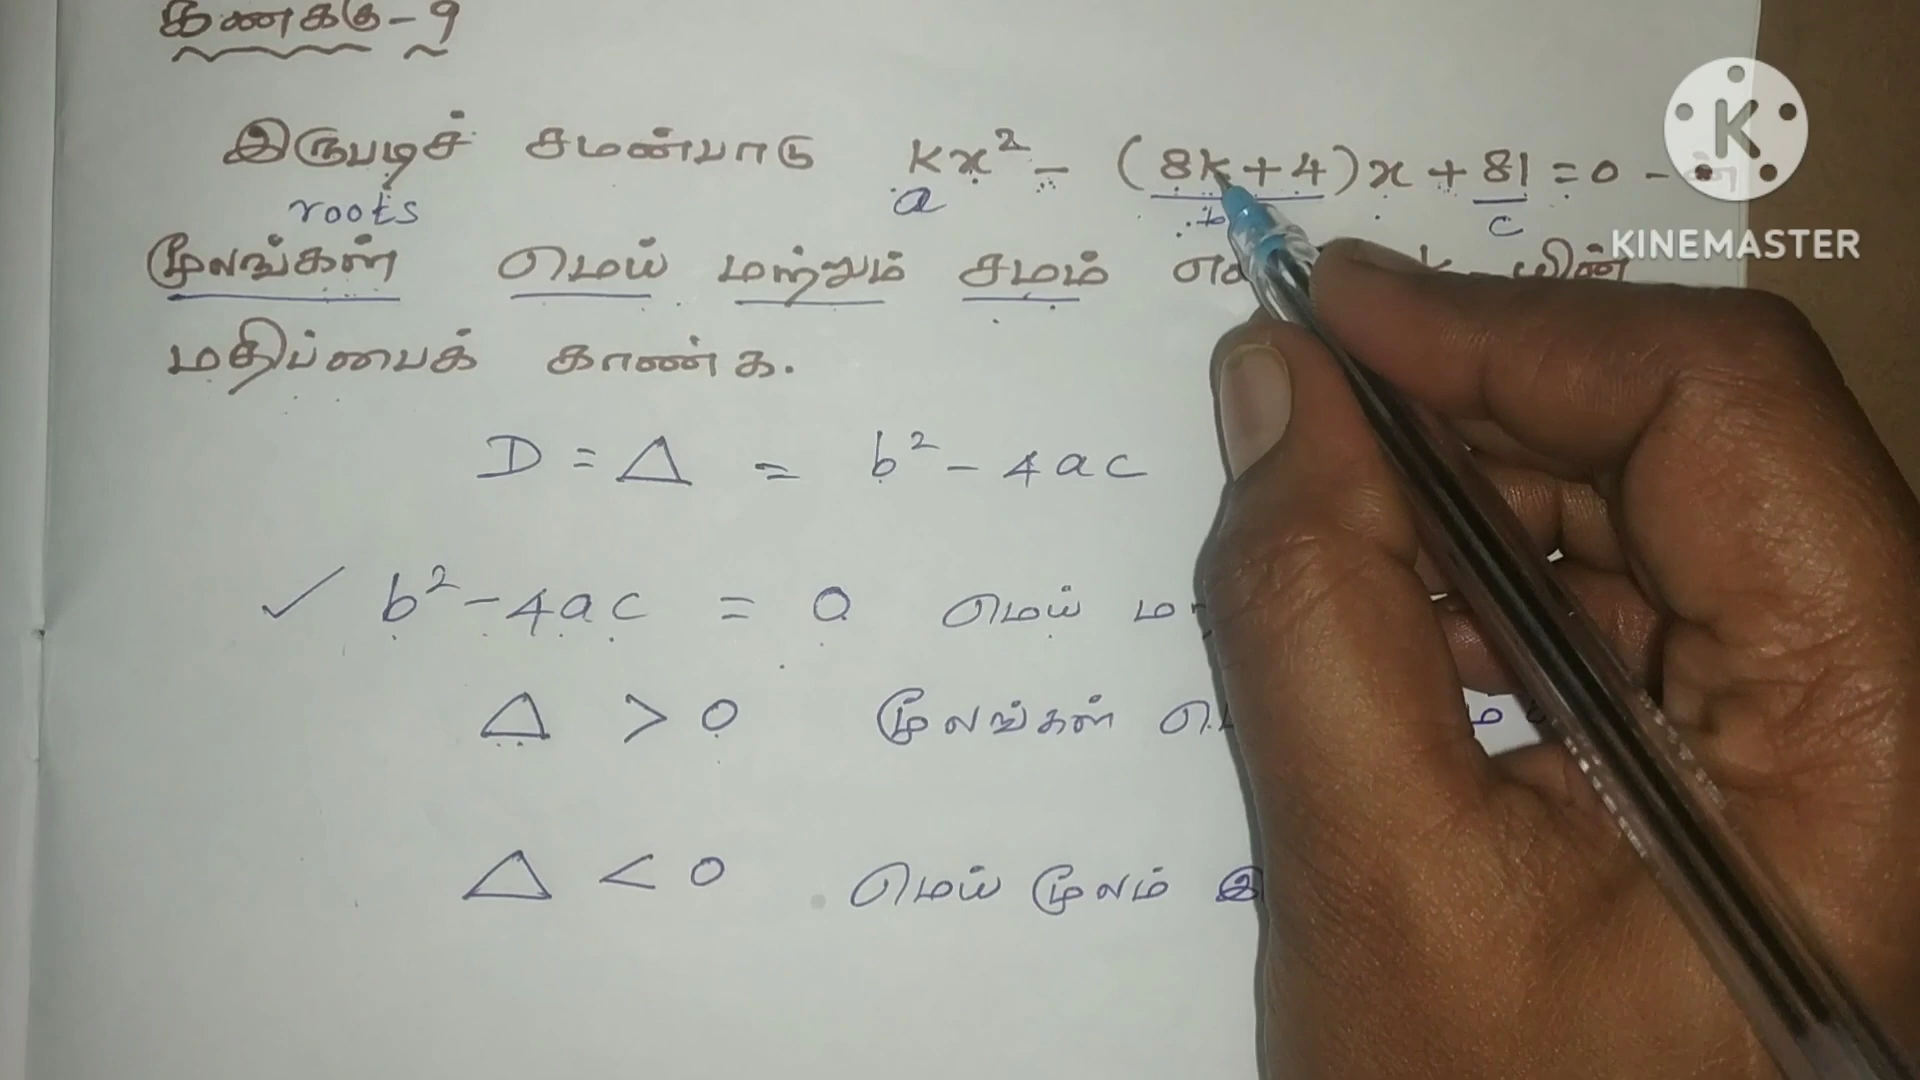 கணக்கு - 9
இருபடிச் சமன்பாடு kx² - (8k+4)x + 81 = 0 - ன்
a b c
roots
மூலங்கள் மெய் மற்றும் சமம் யின்
மதிப்பைக் காண்க.
D = Δ = b² - 4ac
✓ b² - 4ac = 0 மெய்
Δ > 0 மூலங்கள்
Δ < 0 மெய் மூலம்
K
KINEMASTER